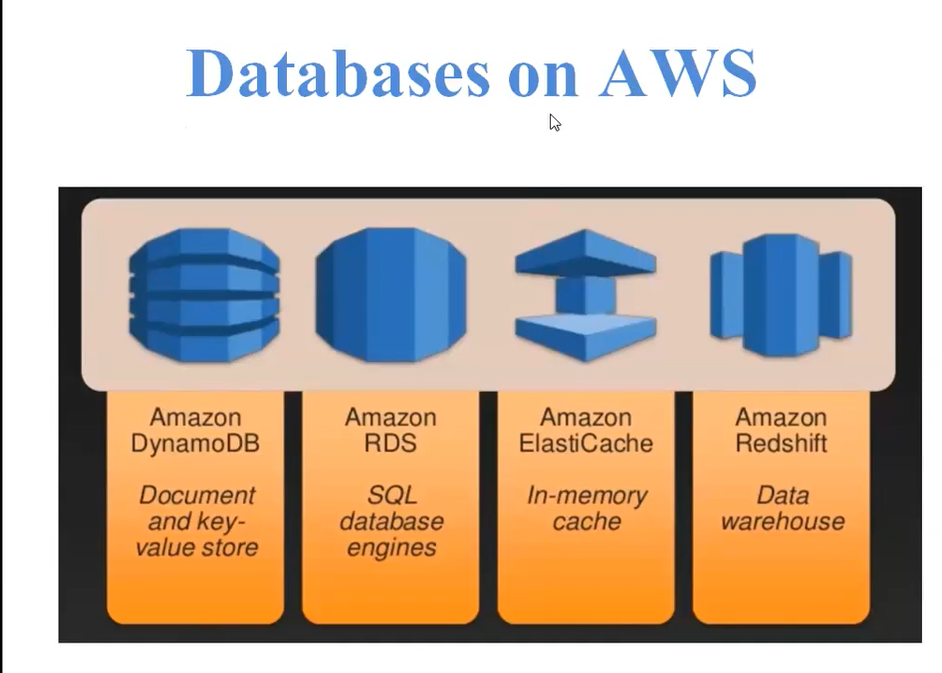 Databases on AWS
Amazon
DynamoDB
Document
and key-
value store
Amazon
RDS
SQL
database
engines
Amazon
ElastiCache
In-memory
cache
Amazon
Redshift
Data
warehouse